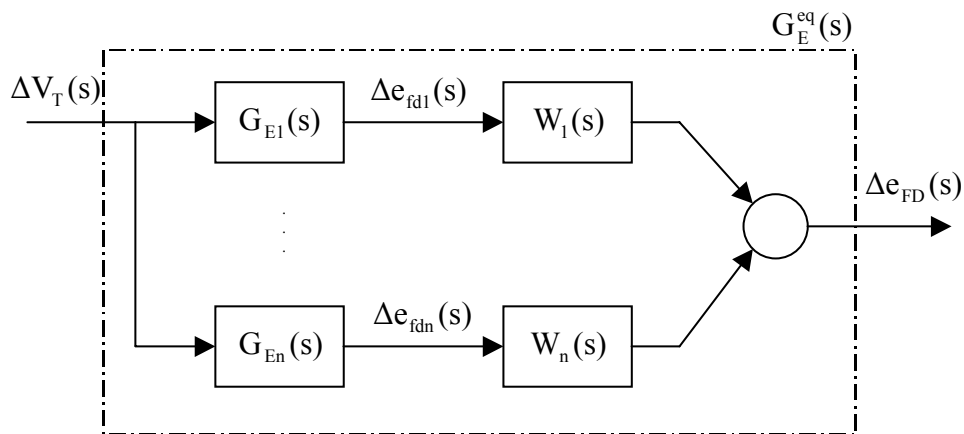 G_E^eq(s)
ΔV_T(s)
G_E1(s)
Δe_fd1(s)
W_1(s)
Δe_FD(s)
. . .
G_En(s)
Δe_fdn(s)
W_n(s)